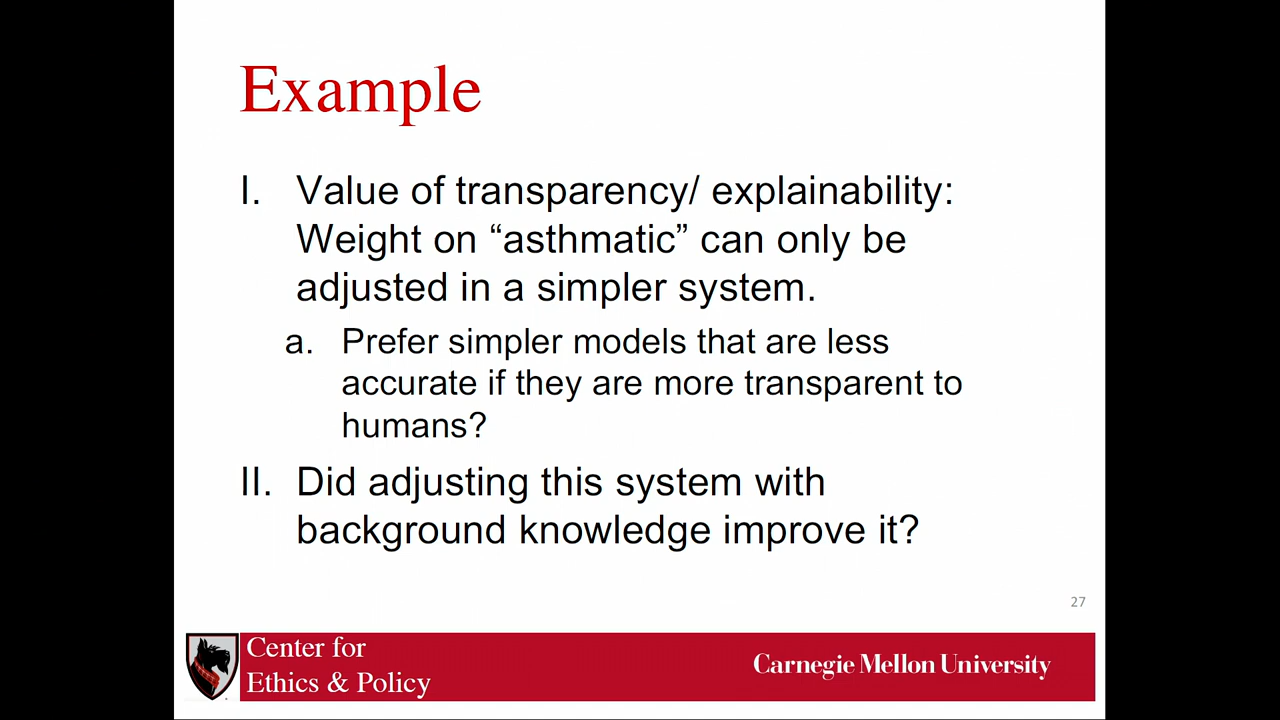 Example
I. Value of transparency/ explainability:
Weight on “asthmatic” can only be
adjusted in a simpler system.
a. Prefer simpler models that are less
accurate if they are more transparent to
humans?
II. Did adjusting this system with
background knowledge improve it?
27
Center for
Ethics & Policy
Carnegie Mellon University